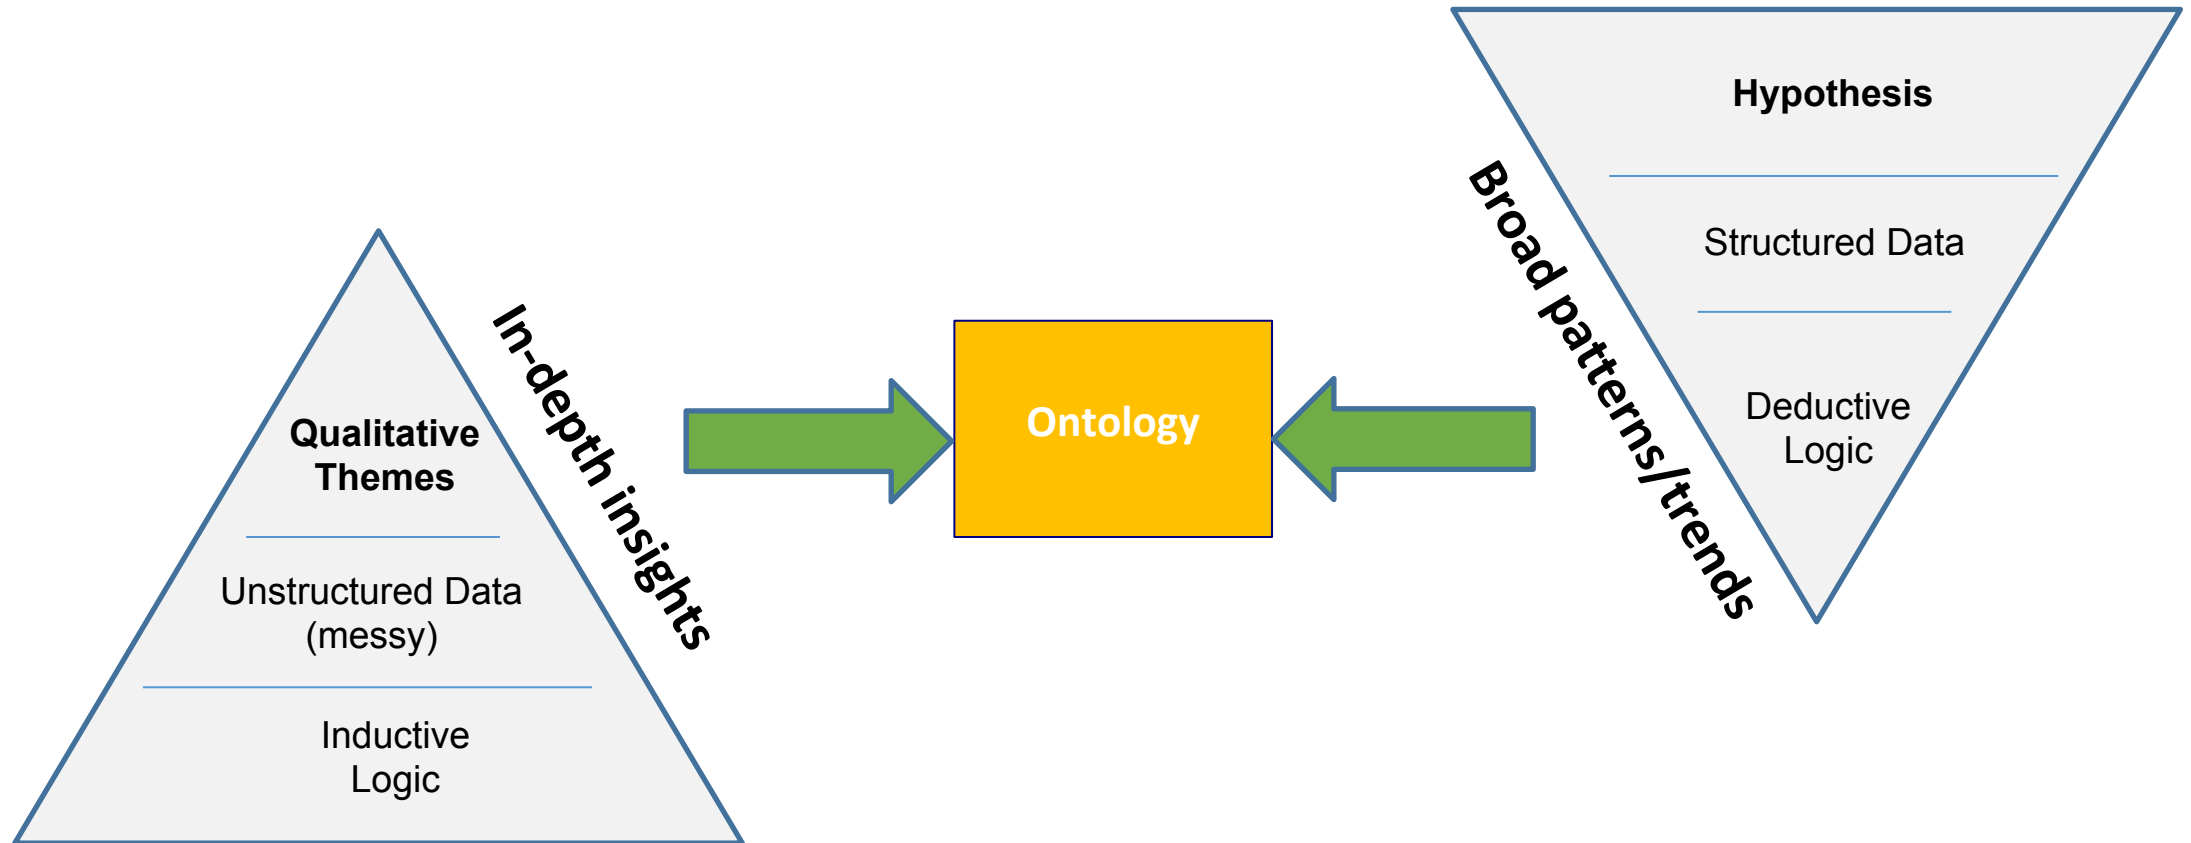 Qualitative
Themes
Unstructured Data
(messy)
Inductive
Logic
In-depth insights
Ontology
Broad patterns/trends
Hypothesis
Structured Data
Deductive
Logic